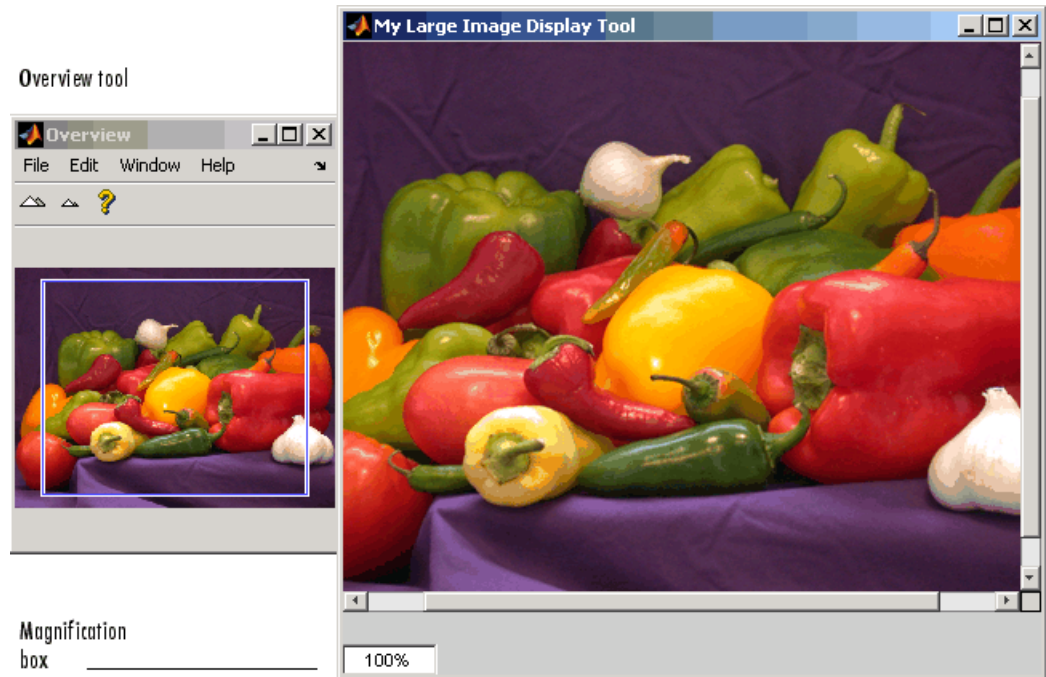 Overview tool
Overview
File Edit Window Help
My Large Image Display Tool
Magnification
box
100%